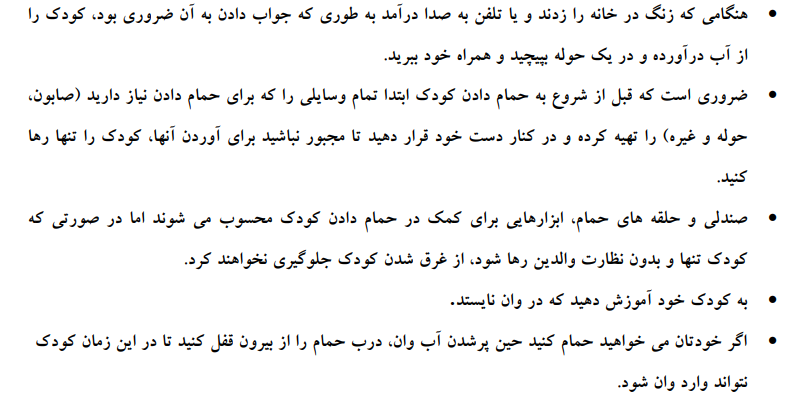 • هنگامی که زنگ در خانه را زدند و یا تلفن به صدا درآمد به طوری که جواب دادن به آن ضروری بود، کودک را
از آب درآورده و در یک حوله بپیچید و همراه خود ببرید.
• ضروری است که قبل از شروع به حمام دادن کودک ابتدا تمام وسایلی را که برای حمام دادن نیاز دارید (صابون،
حوله و غیره) را تهیه کرده و در کنار دست خود قرار دهید تا مجبور نباشید برای آوردن آنها، کودک را تنها رها
کنید.
• صندلی و حلقه های حمام، ابزارهایی برای کمک در حمام دادن کودک محسوب می شوند اما در صورتی که
کودک تنها و بدون نظارت والدین رها شود، از غرق شدن کودک جلوگیری نخواهند کرد.
• به کودک خود آموزش دهید که در وان نایستد.
• اگر خودتان می خواهید حمام کنید حین پرشدن آب وان، درب حمام را از بیرون قفل کنید تا در این زمان کودک
نتواند وارد وان شود.